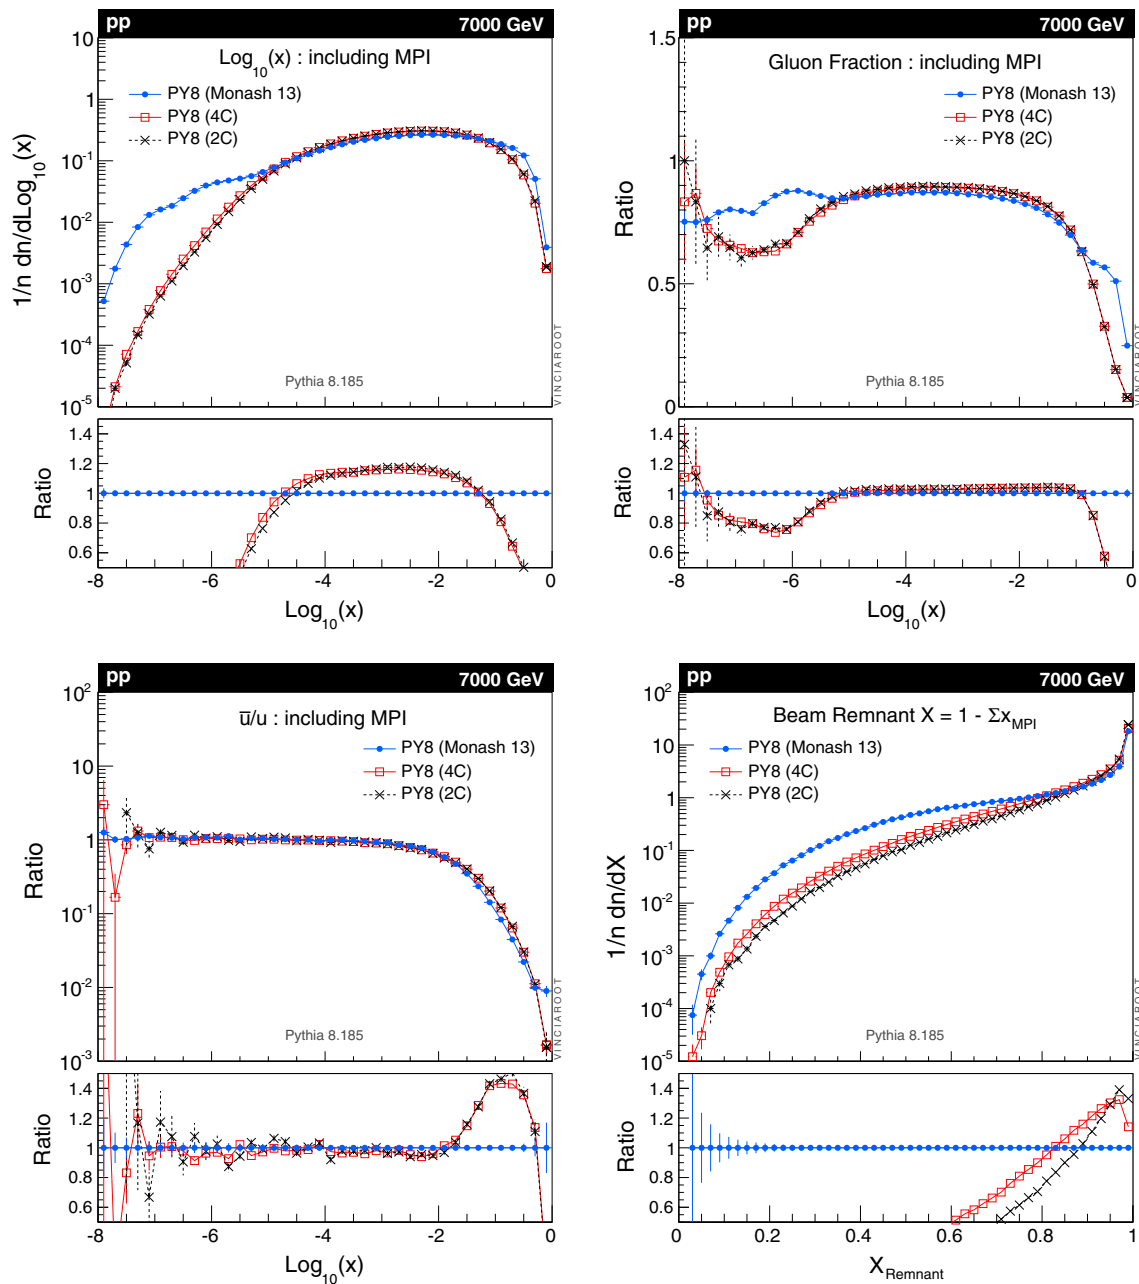 pp 7000 GeV
Log10(x) : including MPI
PY8 (Monash 13)
PY8 (4C)
PY8 (2C)
1/n dn/dLog10(x)
10
1
10-1
10-2
10-3
10-4
10-5
Pythia 8.185
VINCIAROOT
Ratio
1.4
1.2
1
0.8
0.6
-8 -6 -4 -2 0
Log10(x)
pp 7000 GeV
Gluon Fraction : including MPI
PY8 (Monash 13)
PY8 (4C)
PY8 (2C)
Ratio
1.5
1
0.5
0
Pythia 8.185
VINCIAROOT
Ratio
1.4
1.2
1
0.8
0.6
-8 -6 -4 -2 0
Log10(x)
pp 7000 GeV
u̅/u : including MPI
PY8 (Monash 13)
PY8 (4C)
PY8 (2C)
Ratio
10²
10
1
10-1
10-2
10-3
Pythia 8.185
VINCIAROOT
Ratio
1.4
1.2
1
0.8
0.6
-8 -6 -4 -2 0
Log10(x)
pp 7000 GeV
Beam Remnant X = 1 - ΣxMPI
PY8 (Monash 13)
PY8 (4C)
PY8 (2C)
1/n dn/dX
10²
10
1
10-1
10-2
10-3
10-4
10-5
Pythia 8.185
VINCIAROOT
Ratio
1.4
1.2
1
0.8
0.6
0 0.2 0.4 0.6 0.8 1
XRemnant